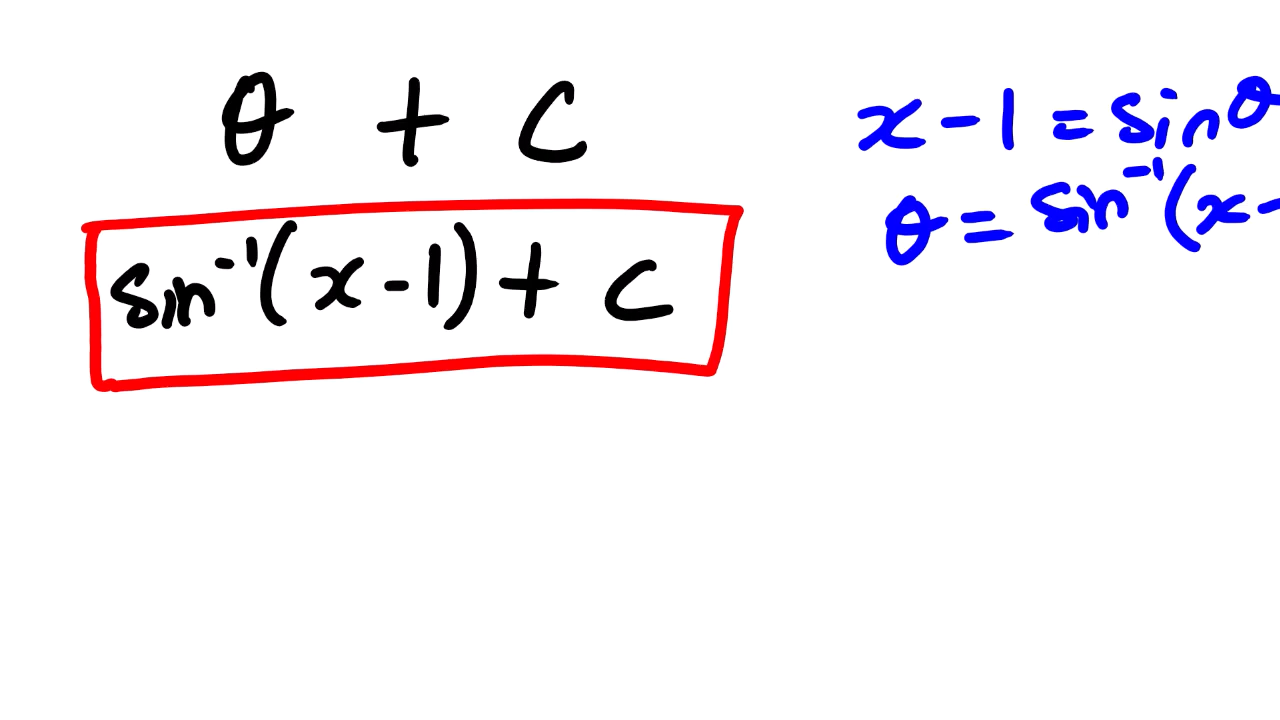 θ + C
sin⁻¹(x-1) + C
x - 1 = sinθ
θ = sin⁻¹(x-